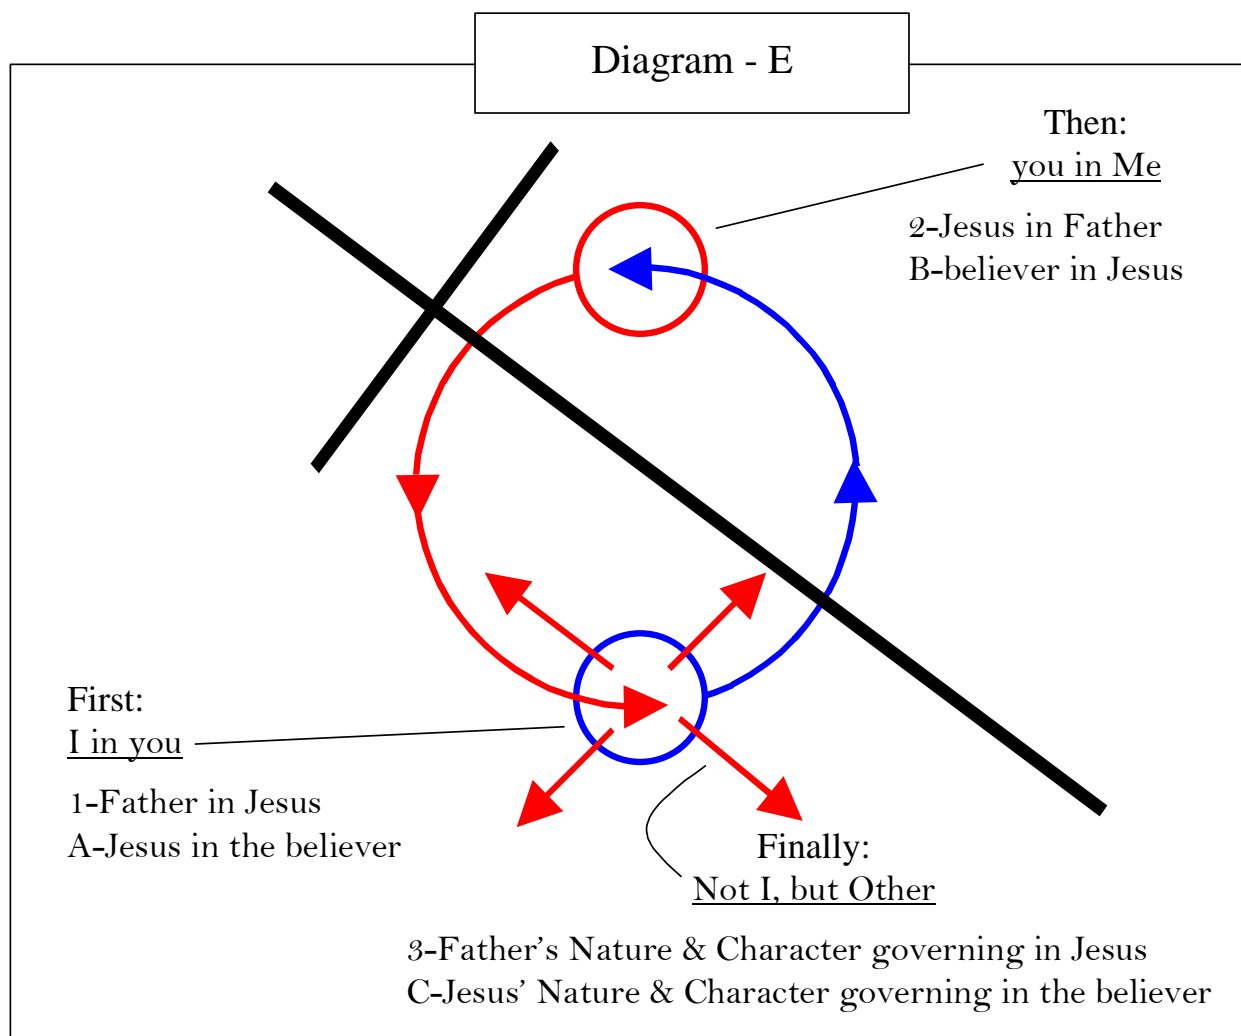 Diagram - E
Then:
you in Me
2-Jesus in Father
B-believer in Jesus
First:
I in you
1-Father in Jesus
A-Jesus in the believer
Finally:
Not I, but Other
3-Father’s Nature & Character governing in Jesus
C-Jesus’ Nature & Character governing in the believer